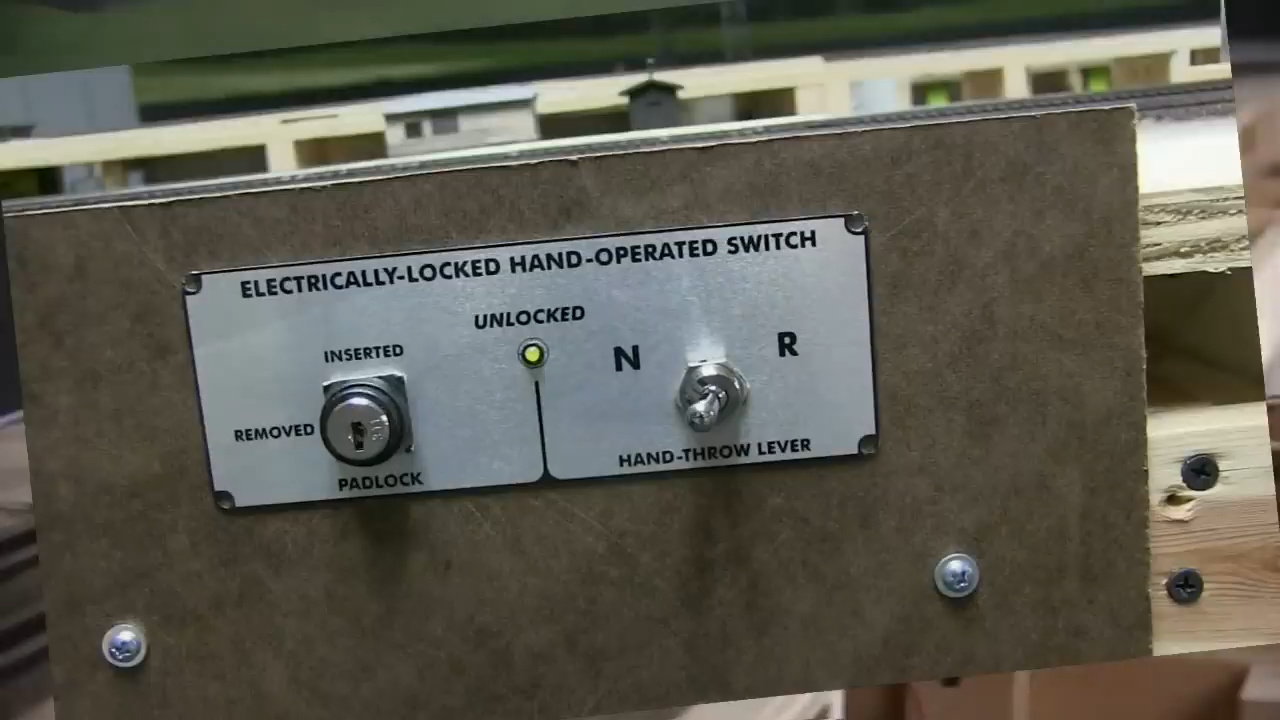 ELECTRICALLY-LOCKED HAND-OPERATED SWITCH
UNLOCKED
INSERTED
N
R
REMOVED
PADLOCK
HAND-THROW LEVER